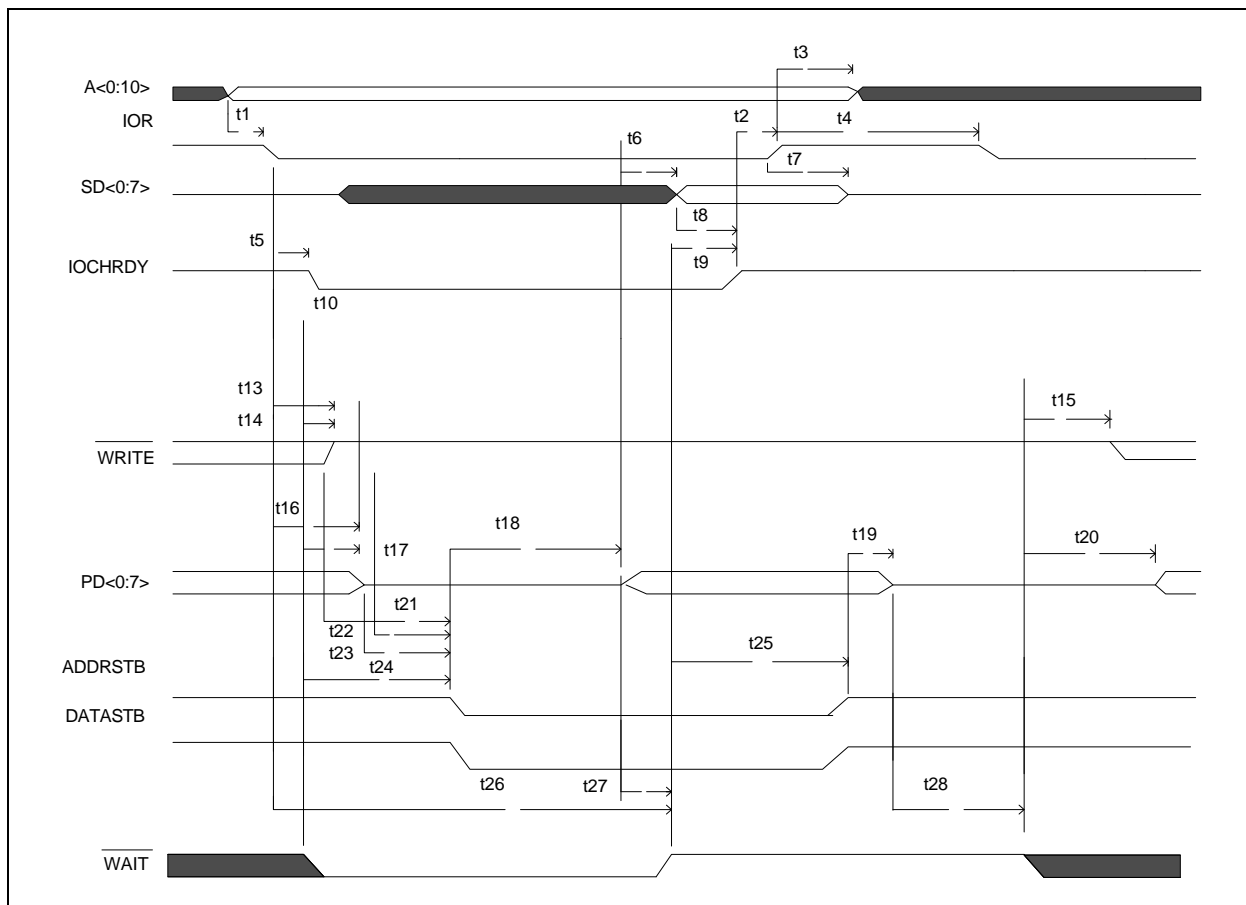 t3
A<0:10>
t1
t2
t4
IOR
t6
t7
SD<0:7>
t8
t5
t9
IOCHRDY
t10
t13
t14
t15
WRITE
t16
t18
t17
t19
t20
PD<0:7>
t21
t22
t23
t25
t24
ADDRSTB
DATASTB
t26
t27
t28
WAIT